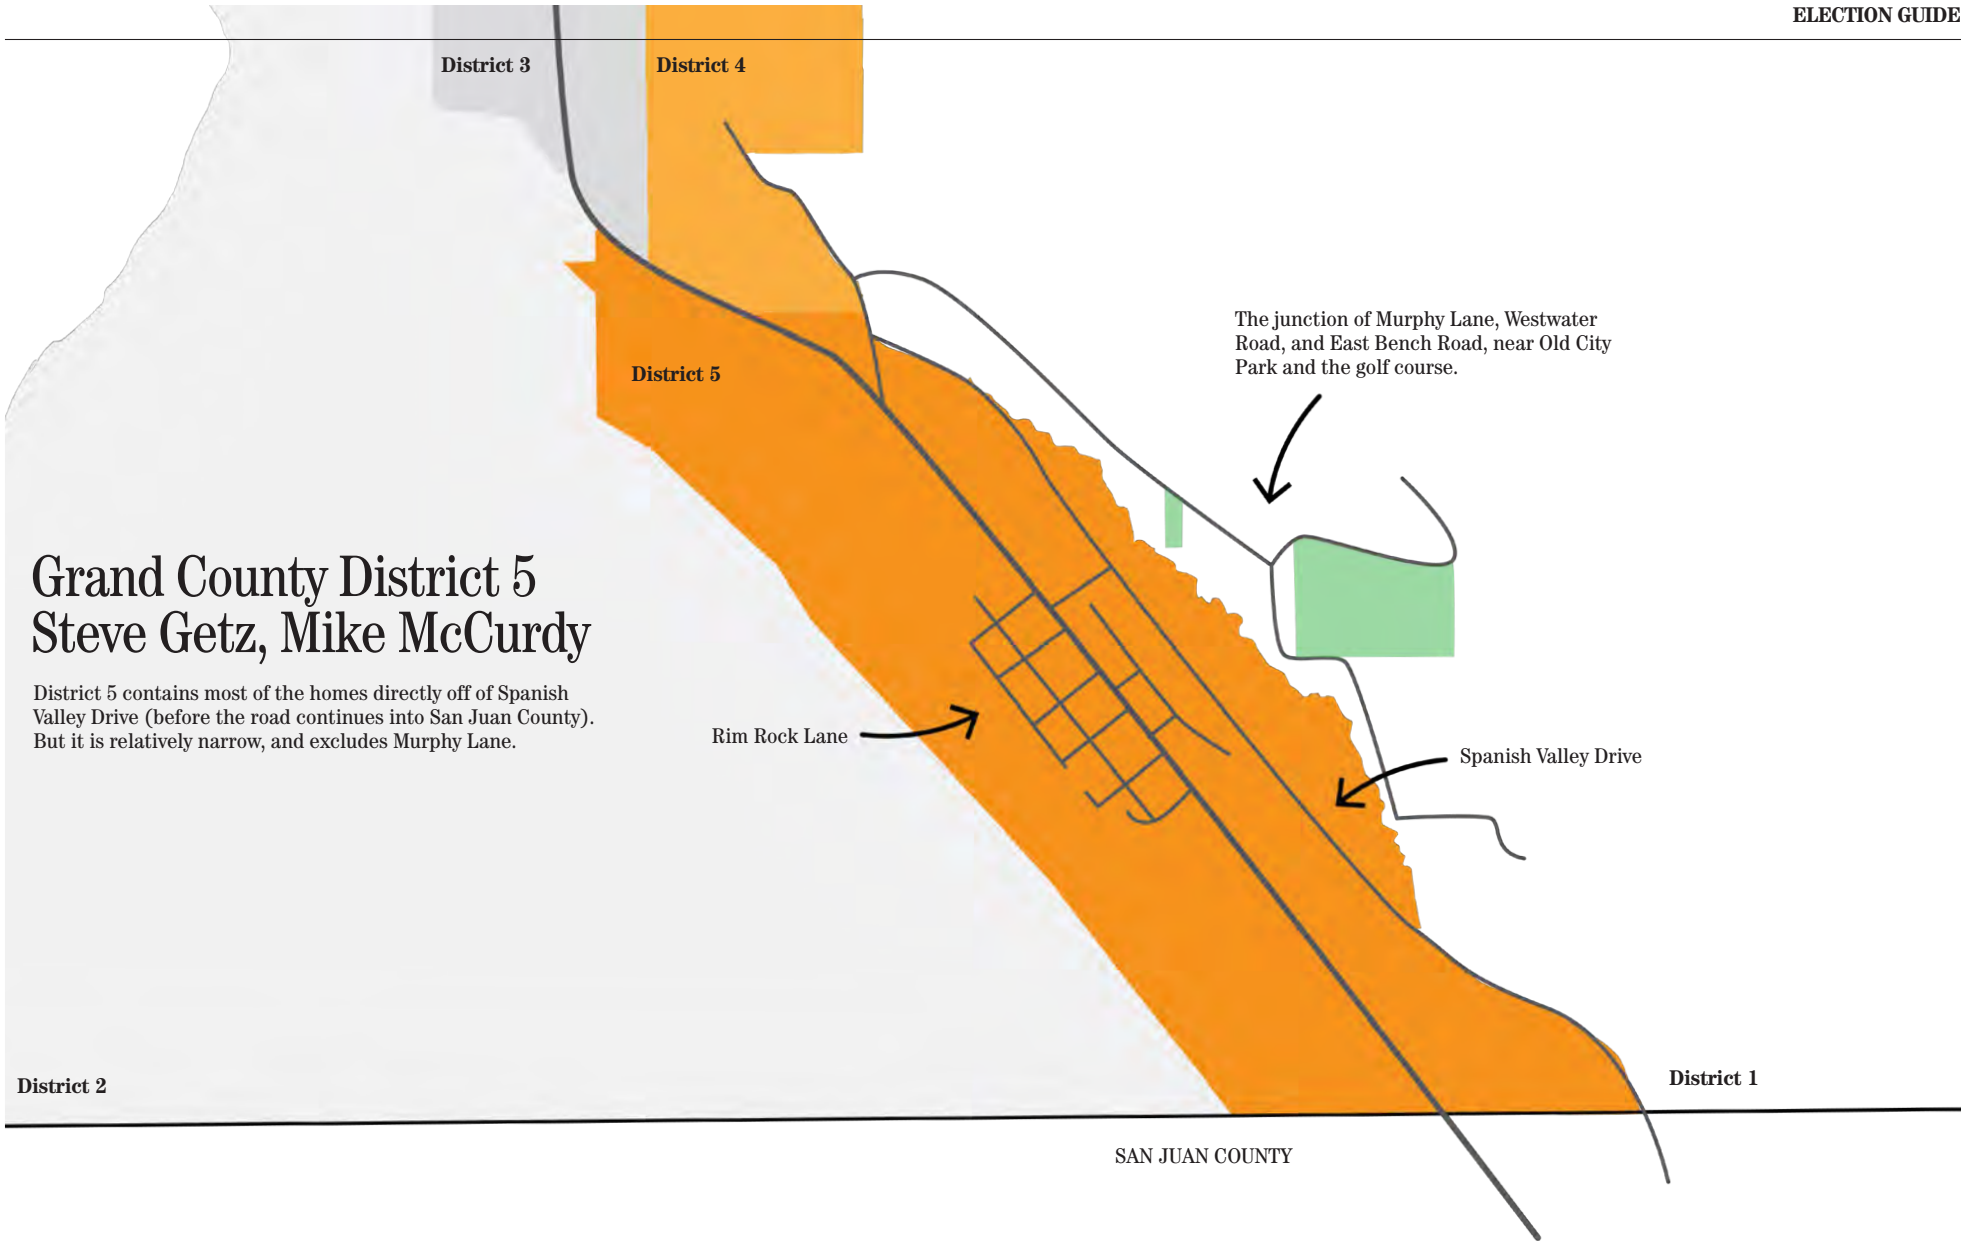 ELECTION GUIDE
District 3
District 4
The junction of Murphy Lane, Westwater
Road, and East Bench Road, near Old City
Park and the golf course.
District 5
Grand County District 5
Steve Getz, Mike McCurdy
District 5 contains most of the homes directly off of Spanish
Valley Drive (before the road continues into San Juan County).
But it is relatively narrow, and excludes Murphy Lane.
Rim Rock Lane
Spanish Valley Drive
District 2
District 1
SAN JUAN COUNTY